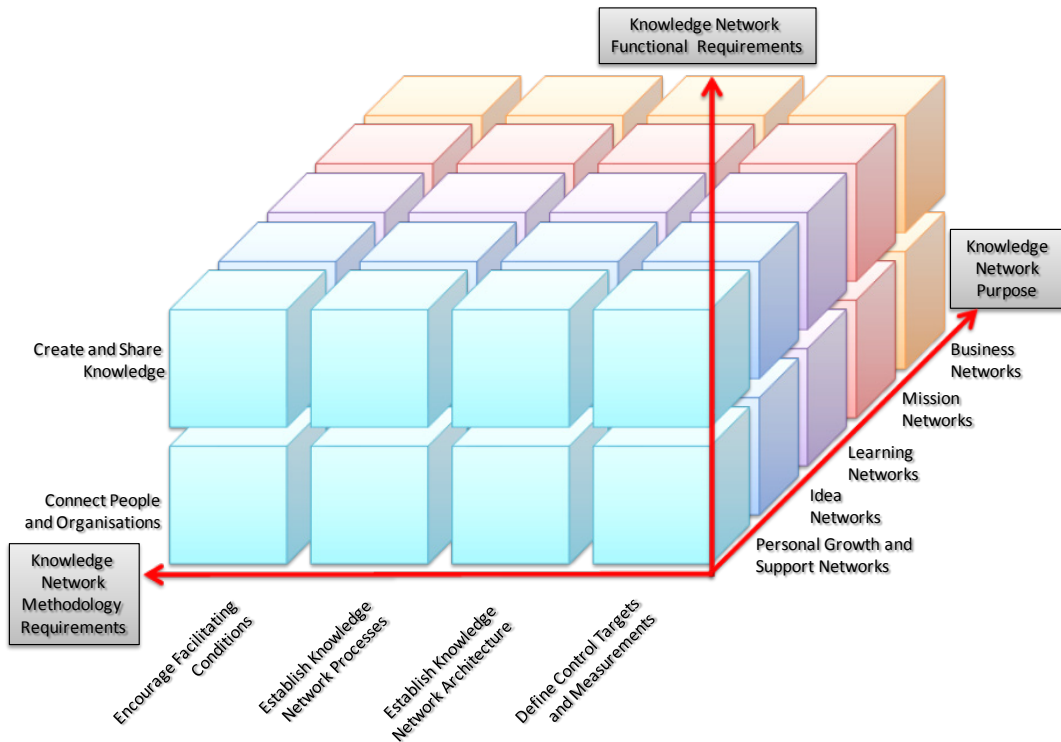 Knowledge Network
Functional Requirements
Knowledge
Network
Purpose
Create and Share
Knowledge
Business
Networks
Mission
Networks
Learning
Networks
Connect People
and Organisations
Idea
Networks
Personal Growth and
Support Networks
Knowledge
Network
Methodology
Requirements
Encourage Facilitating
Conditions
Establish Knowledge
Network Processes
Establish Knowledge
Network Architecture
Define Control Targets
and Measurements